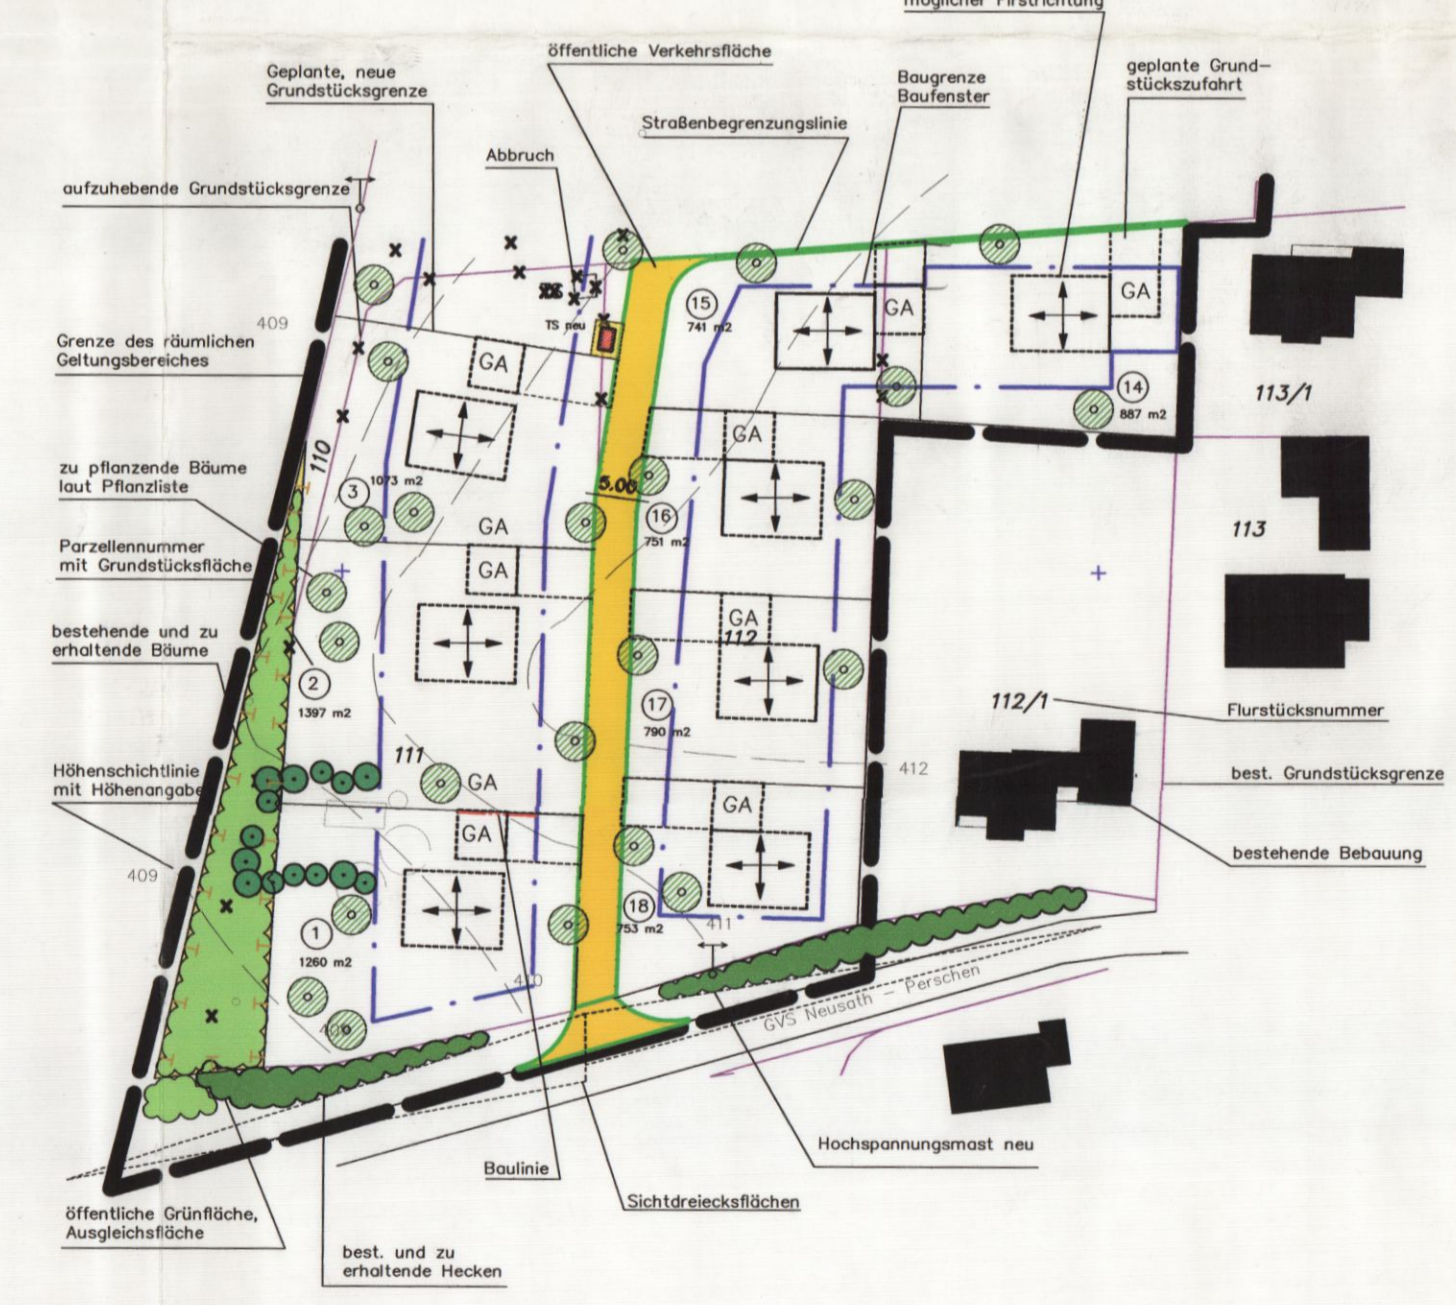 möglicher Firstrichtung
öffentliche Verkehrsfläche
Geplante, neue
Grundstücksgrenze
Baugrenze
Baufenster
geplante Grund-
stückszufahrt
Straßenbegrenzungslinie
Abbruch
aufzuhebende Grundstücksgrenze
409
Grenze des räumlichen
Geltungsbereiches
TS neu
15
741 m2
GA
GA
14
887 m2
113/1
GA
110
3
1073 m2
GA
5.00
16
751 m2
GA
113
zu pflanzende Bäume
laut Pflanzliste
Parzellennummer
mit Grundstücksfläche
GA
bestehende und zu
erhaltende Bäume
GA
112
2
1397 m2
17
790 m2
112/1
Flurstücksnummer
111
GA
412
best. Grundstücksgrenze
Höhenschichtlinie
mit Höhenangabe
GA
GA
bestehende Bebauung
409
1
1260 m2
18
753 m2
411
410
409
GVS Neusath - Perschen
Hochspannungsmast neu
Baulinie
Sichtdreiecksflächen
öffentliche Grünfläche,
Ausgleichsfläche
best. und zu
erhaltende Hecken